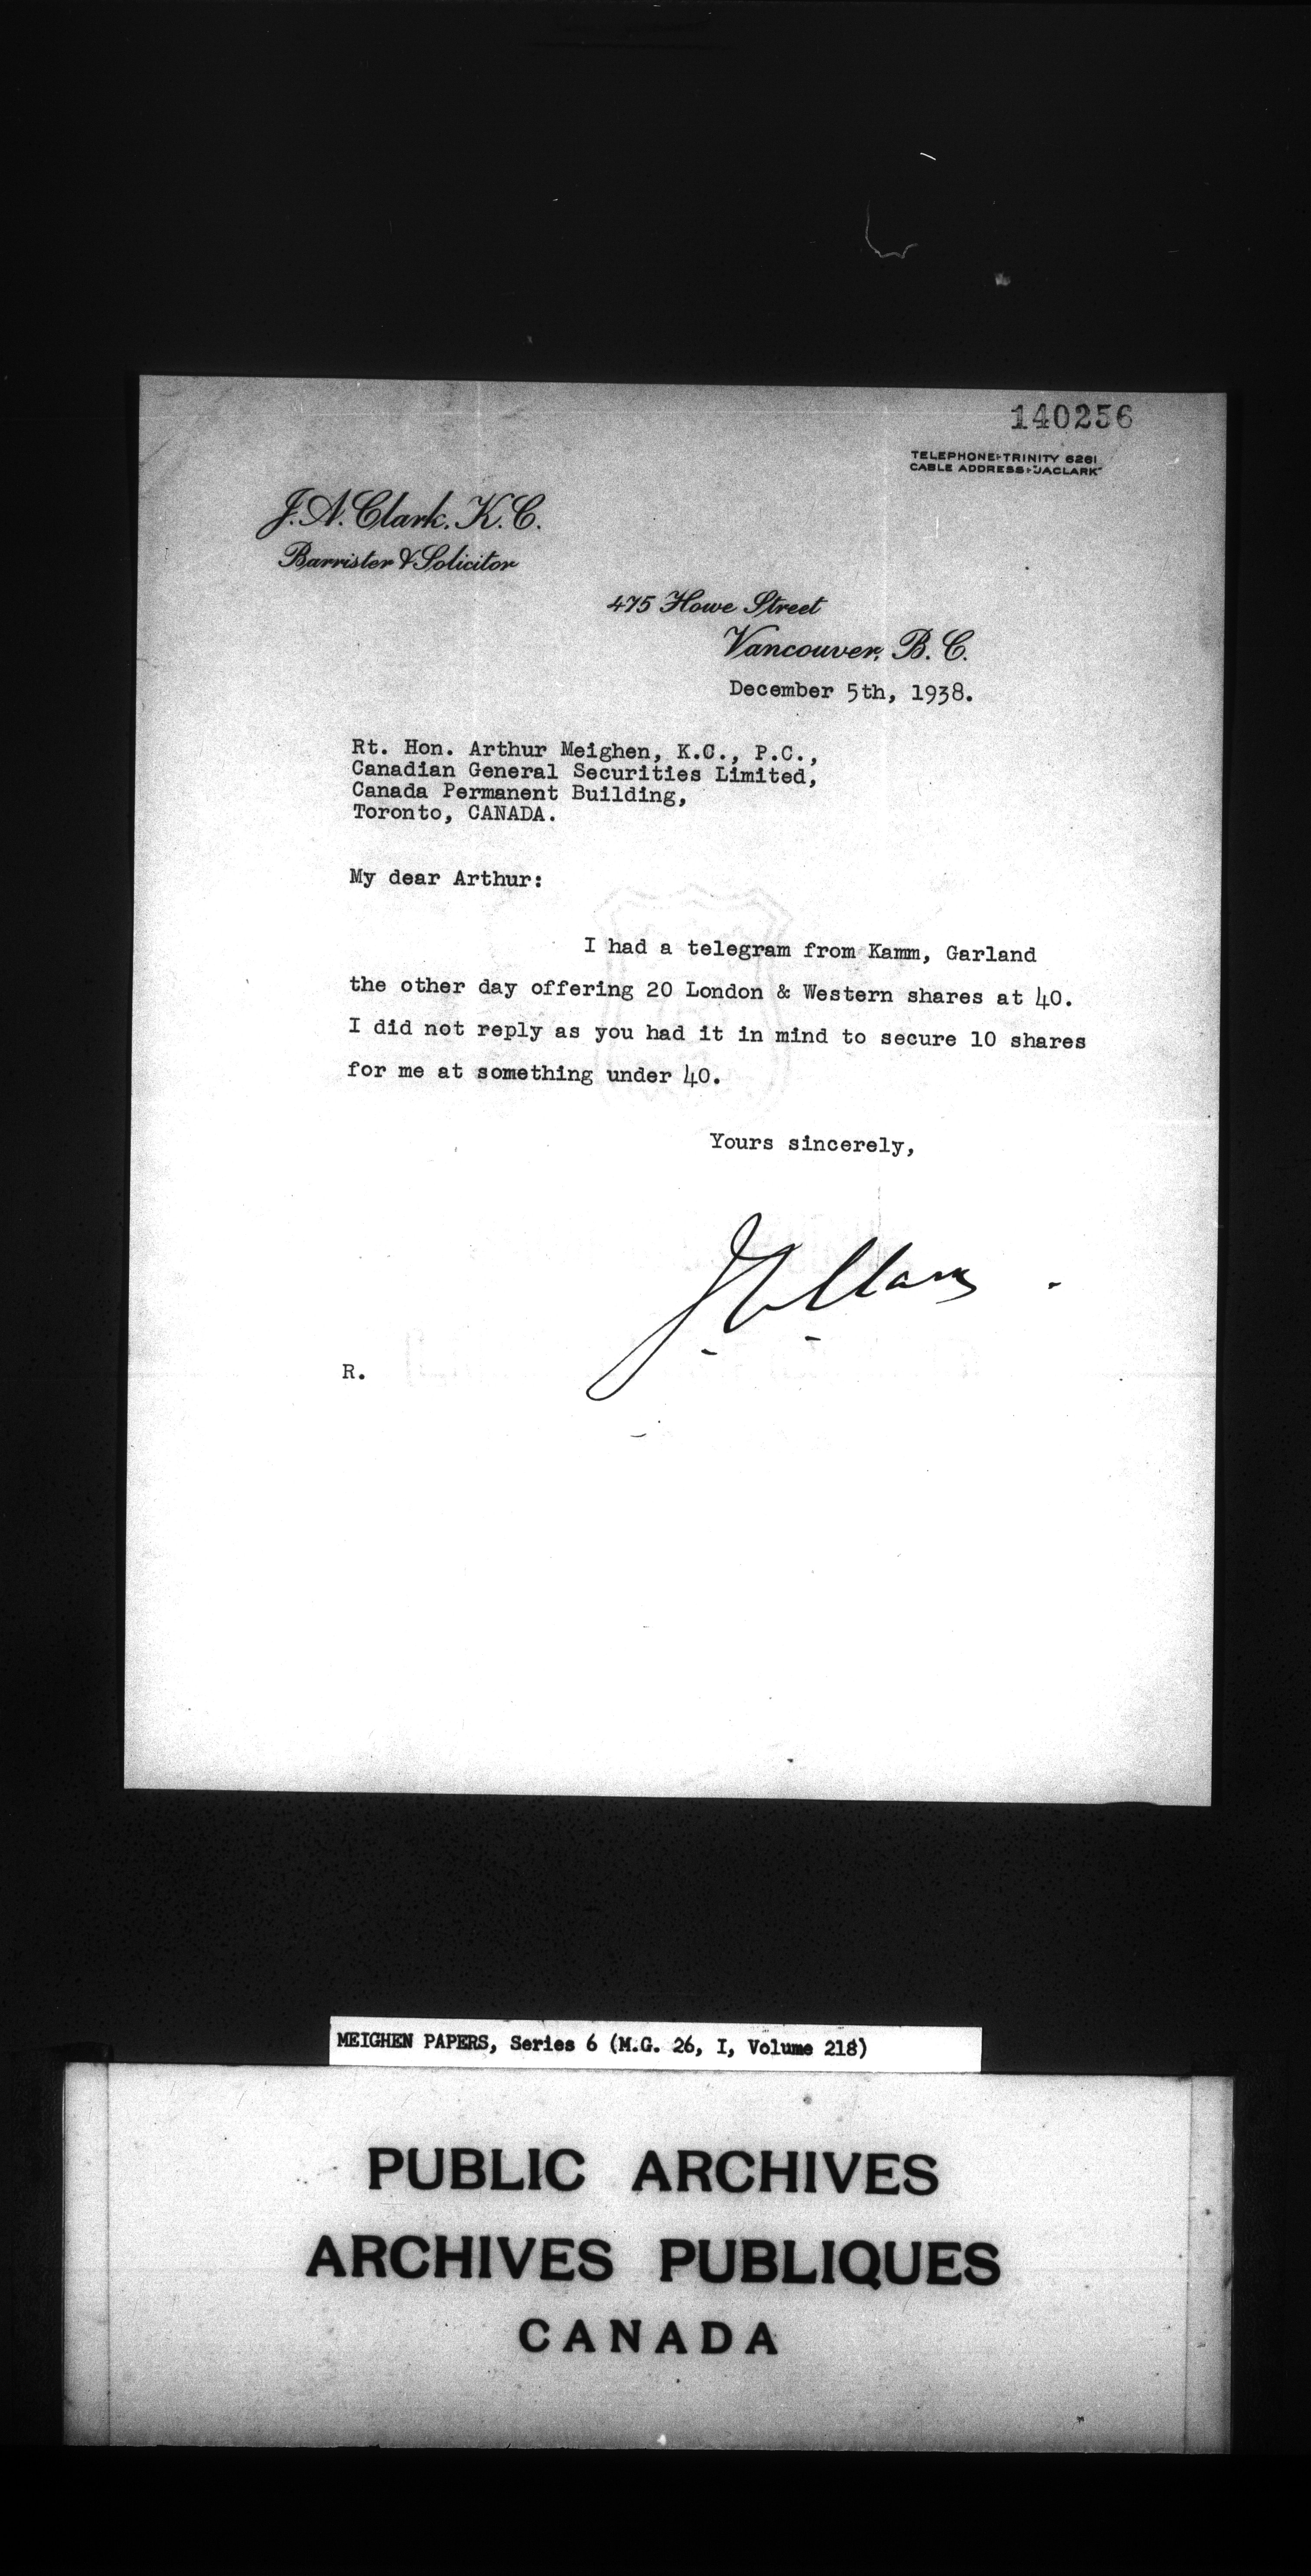 140256
TELEPHONE:-TRINITY 6261
CABLE ADDRESS:-"JACLARK"
J. A. Clark. K. C.
Barrister & Solicitor
475 Howe Street
Vancouver, B. C.
December 5th, 1938.
Rt. Hon. Arthur Meighen, K.C., P.C.,
Canadian General Securities Limited,
Canada Permanent Building,
Toronto, CANADA.
My dear Arthur:
I had a telegram from Kamm, Garland
the other day offering 20 London & Western shares at 40.
I did not reply as you had it in mind to secure 10 shares
for me at something under 40.
Yours sincerely,
J A Clark
R.
MEIGHEN PAPERS, Series 6 (M.G. 26, I, Volume 218)
PUBLIC ARCHIVES
ARCHIVES PUBLIQUES
CANADA